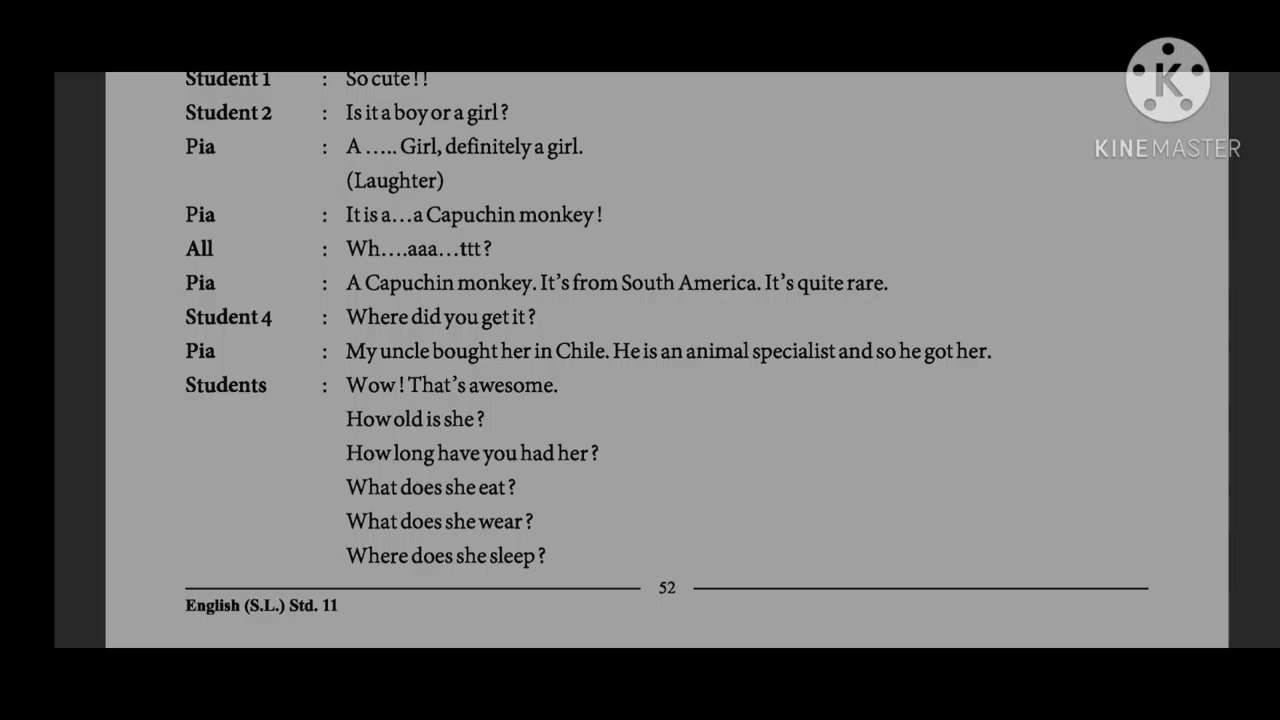 Student 1 : So cute ! !
Student 2 : Is it a boy or a girl ?
Pia : A ….. Girl, definitely a girl.
(Laughter)
Pia : It is a…a Capuchin monkey !
All : Wh….aaa…ttt ?
Pia : A Capuchin monkey. It's from South America. It's quite rare.
Student 4 : Where did you get it ?
Pia : My uncle bought her in Chile. He is an animal specialist and so he got her.
Students : Wow ! That's awesome.
How old is she ?
How long have you had her ?
What does she eat ?
What does she wear ?
Where does she sleep ?
52
English (S.L.) Std. 11
K
KINEMASTER